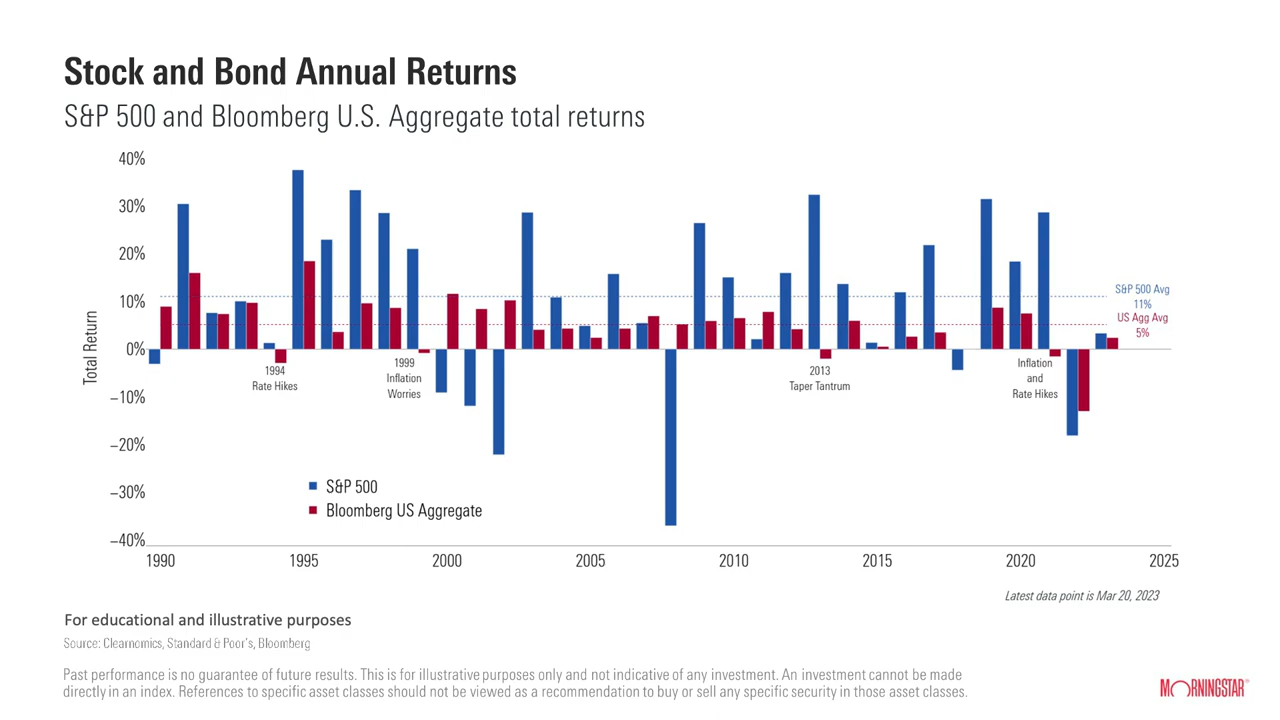 Stock and Bond Annual Returns
S&P 500 and Bloomberg U.S. Aggregate total returns
40%
30%
20%
10%
0%
−10%
−20%
−30%
−40%
Total Return
1994
Rate Hikes
1999
Inflation
Worries
2013
Taper Tantrum
Inflation
and
Rate Hikes
S&P 500 Avg
11%
US Agg Avg
5%
S&P 500
Bloomberg US Aggregate
1990 1995 2000 2005 2010 2015 2020 2025
Latest data point is Mar 20, 2023
For educational and illustrative purposes
Source: Clearnomics, Standard & Poor's, Bloomberg
Past performance is no guarantee of future results. This is for illustrative purposes only and not indicative of any investment. An investment cannot be made
directly in an index. References to specific asset classes should not be viewed as a recommendation to buy or sell any specific security in those asset classes.
MORNINGSTAR®